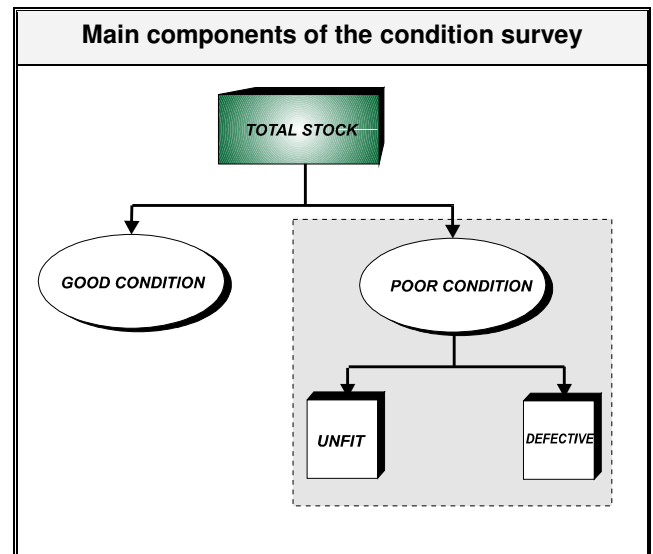 Main components of the condition survey
TOTAL STOCK
GOOD CONDITION
POOR CONDITION
UNFIT
DEFECTIVE